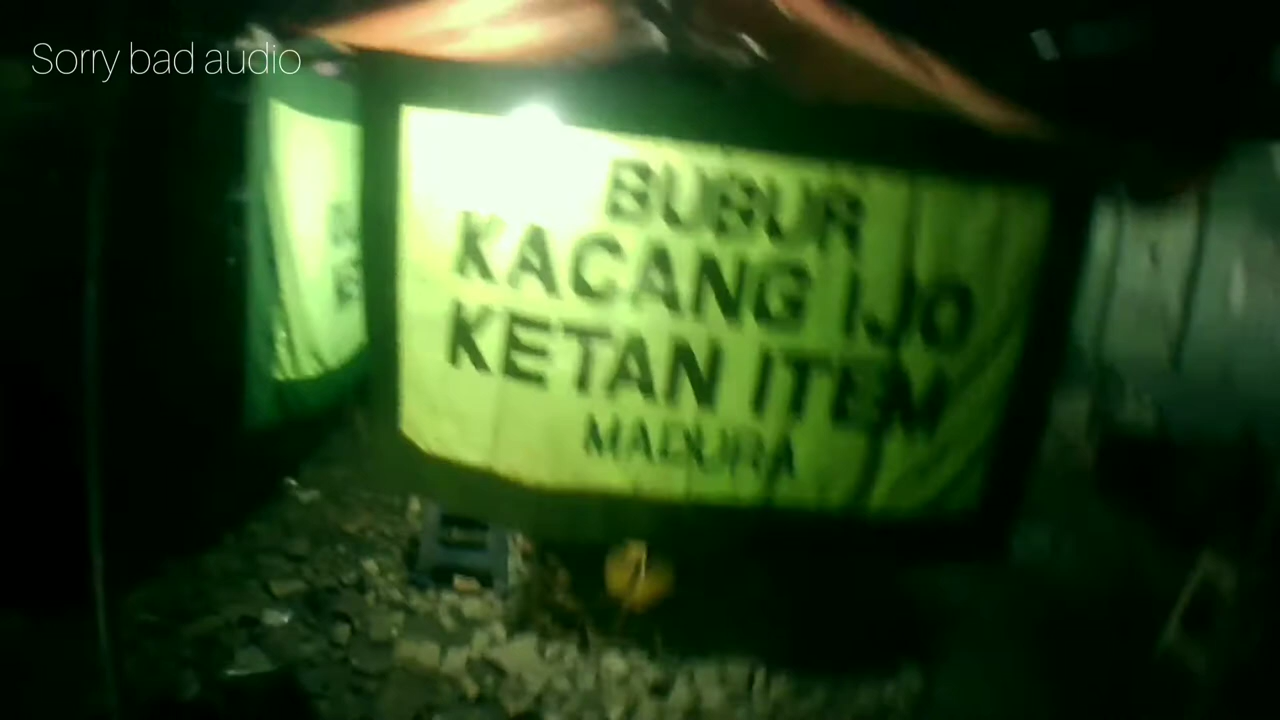 Sorry bad audio
BUBUR
KACANG IJO
KETAN ITEM
MADURA